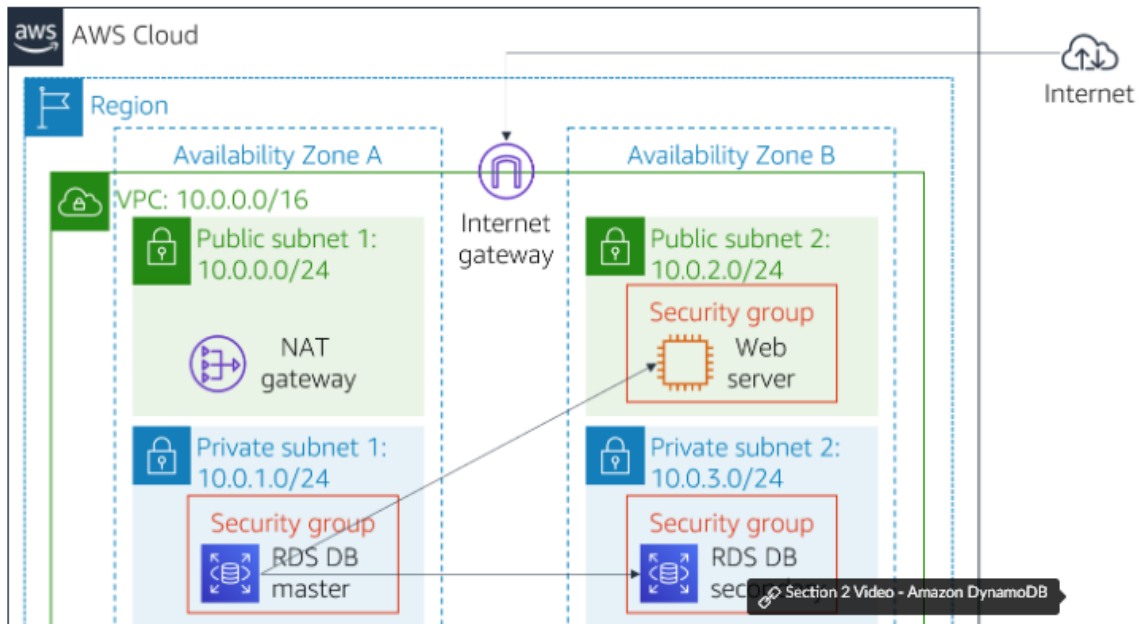 aws AWS Cloud
Internet
Region
Availability Zone A
Availability Zone B
VPC: 10.0.0.0/16
Internet
gateway
Public subnet 1:
10.0.0.0/24
NAT
gateway
Public subnet 2:
10.0.2.0/24
Security group
Web
server
Private subnet 1:
10.0.1.0/24
Security group
RDS DB
master
Private subnet 2:
10.0.3.0/24
Security group
RDS DB
Section 2 Video - Amazon DynamoDB